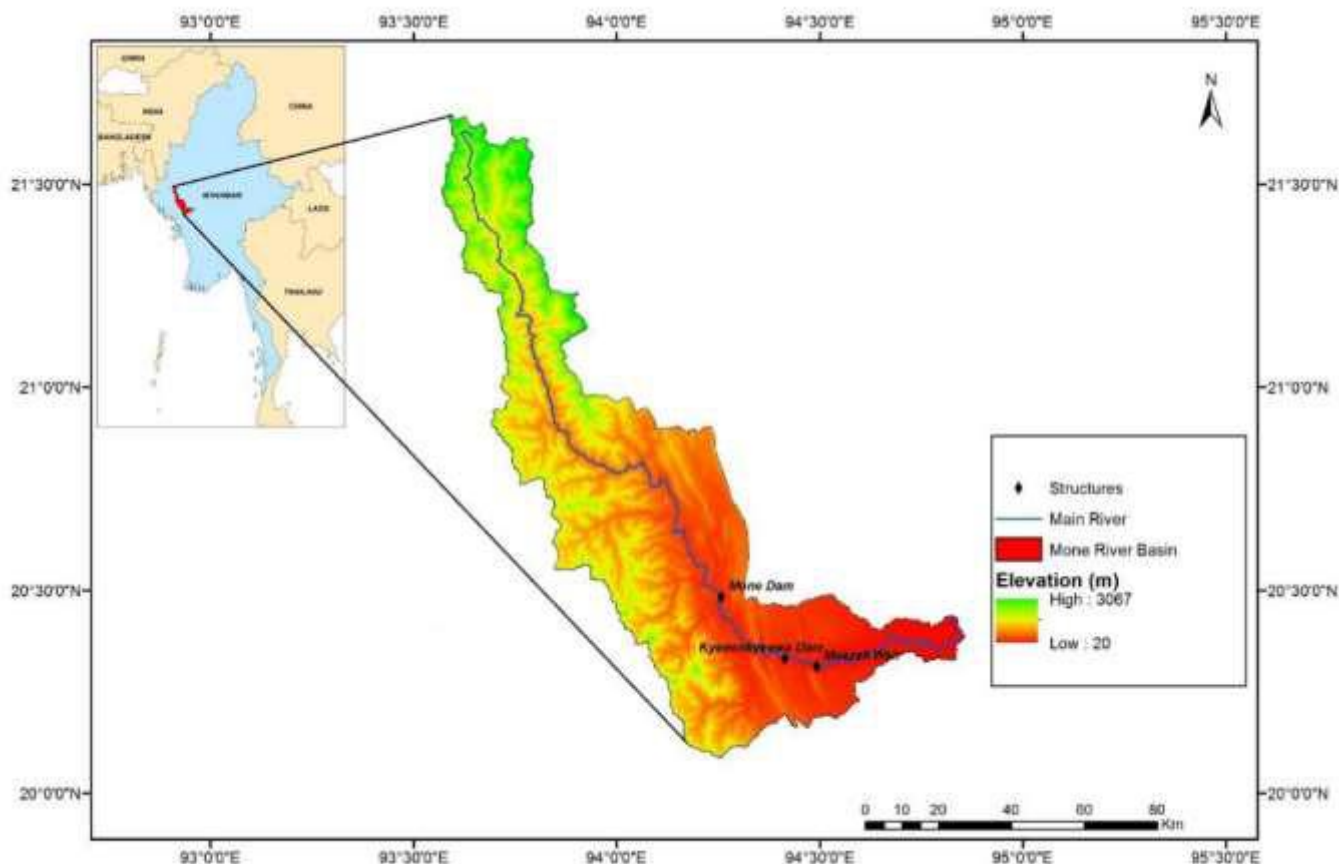 93°0'0"E
93°30'0"E
94°0'0"E
94°30'0"E
95°0'0"E
95°30'0"E
CHINA
INDIA
CHINA
BANGLADESH
MYANMAR
LAOS
THAILAND
N
21°30'0"N
21°30'0"N
21°0'0"N
21°0'0"N
Structures
Main River
Mone River Basin
Elevation (m)
High : 3067
Low : 20
20°30'0"N
20°30'0"N
Mone Dam
Dam
20°0'0"N
20°0'0"N
0 10 20 40 60 80
Km
93°0'0"E
93°30'0"E
94°0'0"E
94°30'0"E
95°0'0"E
95°30'0"E